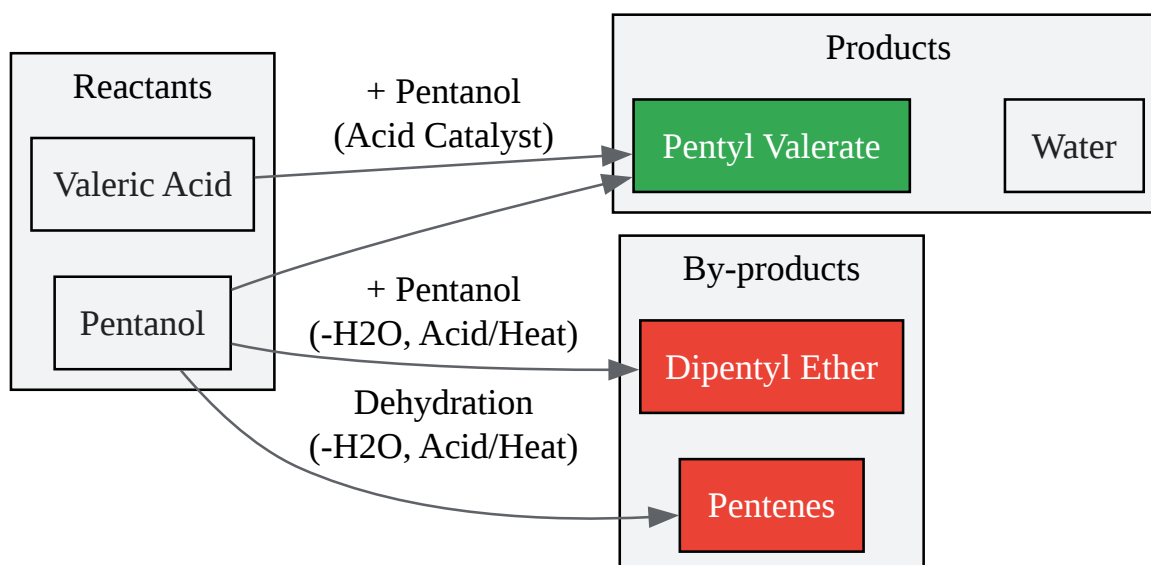 Reactants
Valeric Acid
Pentanol
+ Pentanol
(Acid Catalyst)
+ Pentanol
(-H2O, Acid/Heat)
Dehydration
(-H2O, Acid/Heat)
Products
Pentyl Valerate
Water
By-products
Dipentyl Ether
Pentenes